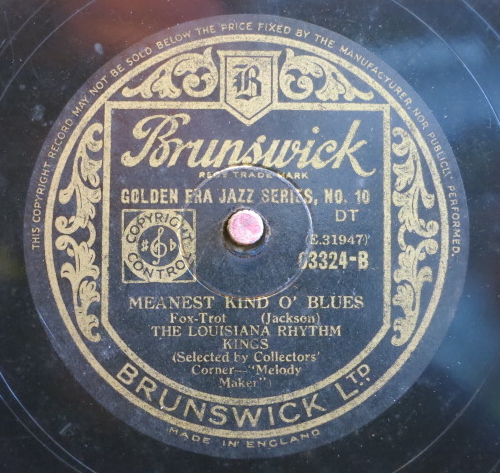 THIS COPYRIGHT RECORD MAY NOT BE SOLD BELOW THE PRICE FIXED BY THE MANUFACTURER, NOR PUBLICLY PERFORMED.
B
Brunswick
REGD TRADE MARK
GOLDEN ERA JAZZ SERIES, NO. 10
DT
COPYRIGHT
CONTROL
(E.31947)
03324-B
MEANEST KIND O' BLUES
Fox-Trot (Jackson)
THE LOUISIANA RHYTHM
KINGS
(Selected by Collectors'
Corner—"Melody
Maker")
BRUNSWICK LTD
MADE IN ENGLAND